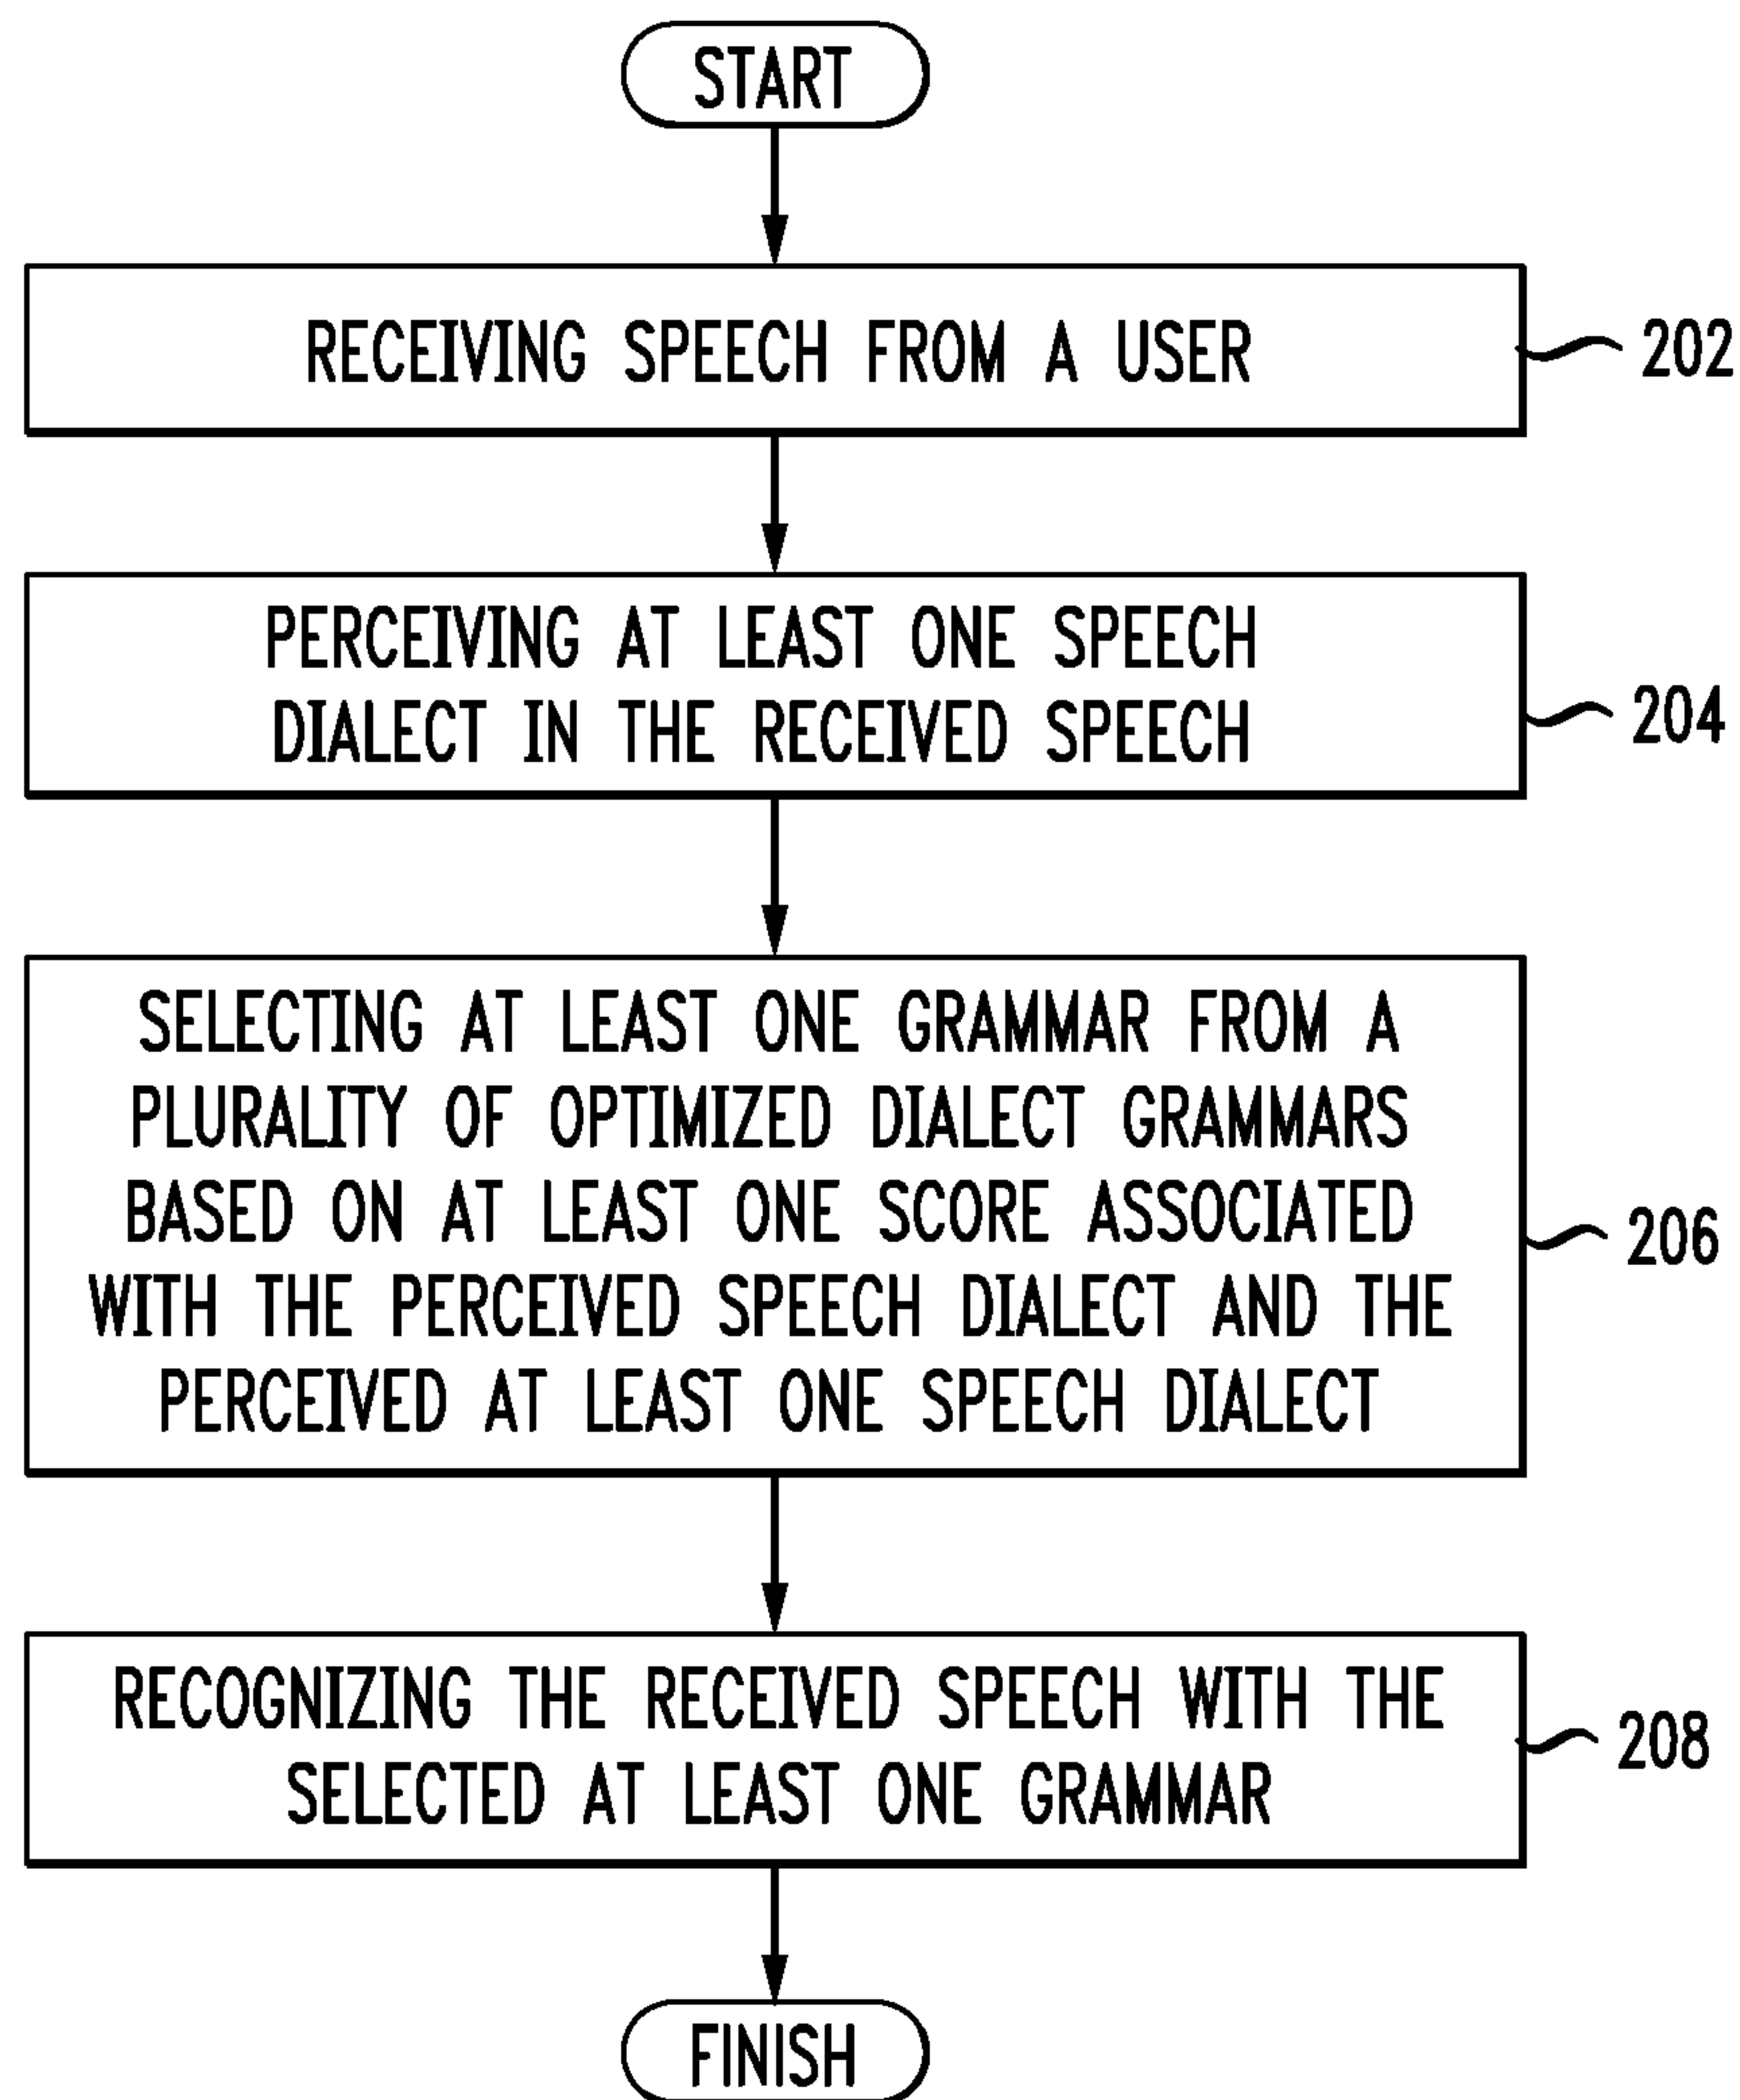 START
RECEIVING SPEECH FROM A USER
202
PERCEIVING AT LEAST ONE SPEECH
DIALECT IN THE RECEIVED SPEECH
204
SELECTING AT LEAST ONE GRAMMAR FROM A
PLURALITY OF OPTIMIZED DIALECT GRAMMARS
BASED ON AT LEAST ONE SCORE ASSOCIATED
WITH THE PERCEIVED SPEECH DIALECT AND THE
PERCEIVED AT LEAST ONE SPEECH DIALECT
206
RECOGNIZING THE RECEIVED SPEECH WITH THE
SELECTED AT LEAST ONE GRAMMAR
208
FINISH